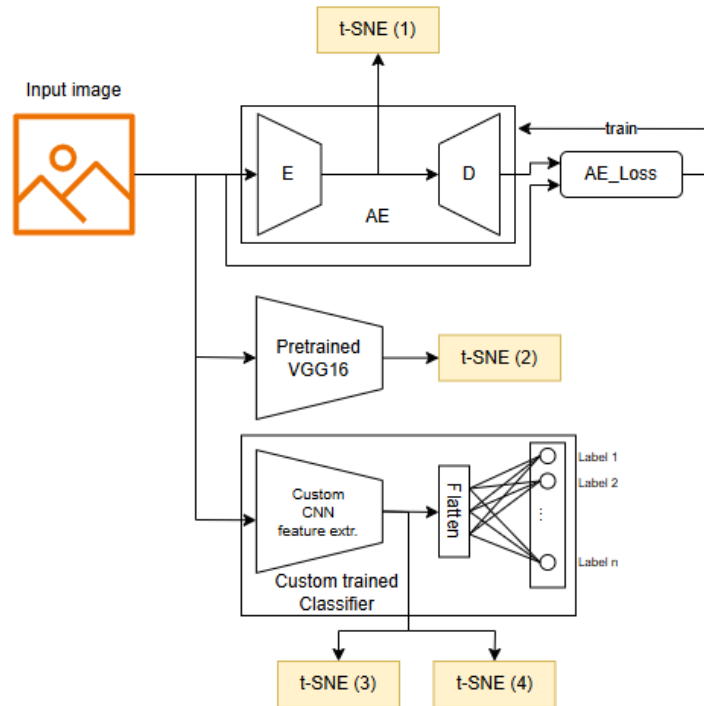 t-SNE (1)
Input image
train
E
D
AE_Loss
AE
Pretrained
VGG16
t-SNE (2)
Custom
CNN
feature extr.
Flatten
Label 1
Label 2
...
Label n
Custom trained
Classifier
t-SNE (3)
t-SNE (4)